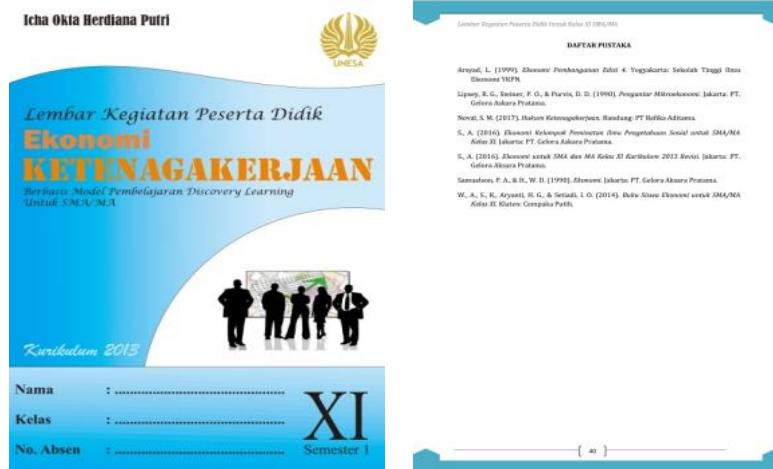 Icha Okta Herdiana Putri
UNESA
Lembar Kegiatan Peserta Didik
Ekonomi
KETENAGAKERJAAN
Berbasis Model Pembelajaran Discovery Learning
Untuk SMA/MA
Kurikulum 2013
Nama : ............................................
Kelas : ............................................
No. Absen : ............................................
XI
Semester 1
Lembar Kegiatan Peserta Didik Untuk Kelas XI SMA/MA
DAFTAR PUSTAKA
Arsyad, L. (1999). Ekonomi Pembangunan Edisi 4. Yogyakarta: Sekolah Tinggi Ilmu
Ekonomi YKPN.
Lipsey, R. G., Steiner, P. O., & Purvis, D. D. (1990). Pengantar Mikroekonomi. Jakarta: PT.
Gelora Askara Pratama.
Noval, S. M. (2017). Hukum Ketenagakerjaan. Bandung: PT Refika Aditama.
S., A. (2016). Ekonomi Kelompok Peminatan Ilmu Pengetahuan Sosial untuk SMA/MA
Kelas XI. Jakarta: PT. Gelora Askara Pratama.
S., A. (2016). Ekonomi untuk SMA dan MA Kelas XI Kurikulum 2013 Revisi. Jakarta: PT.
Gelora Aksara Pratama.
Samuelson, P. A., & H., W. D. (1990). Ekonomi. Jakarta: PT. Gelora Aksara Pratama.
W., A., S., K., Aryanti, H. G., & Setiadi, I. O. (2014). Buku Siswa Ekonomi untuk SMA/MA
Kelas XI. Klaten: Cempaka Putih.
40